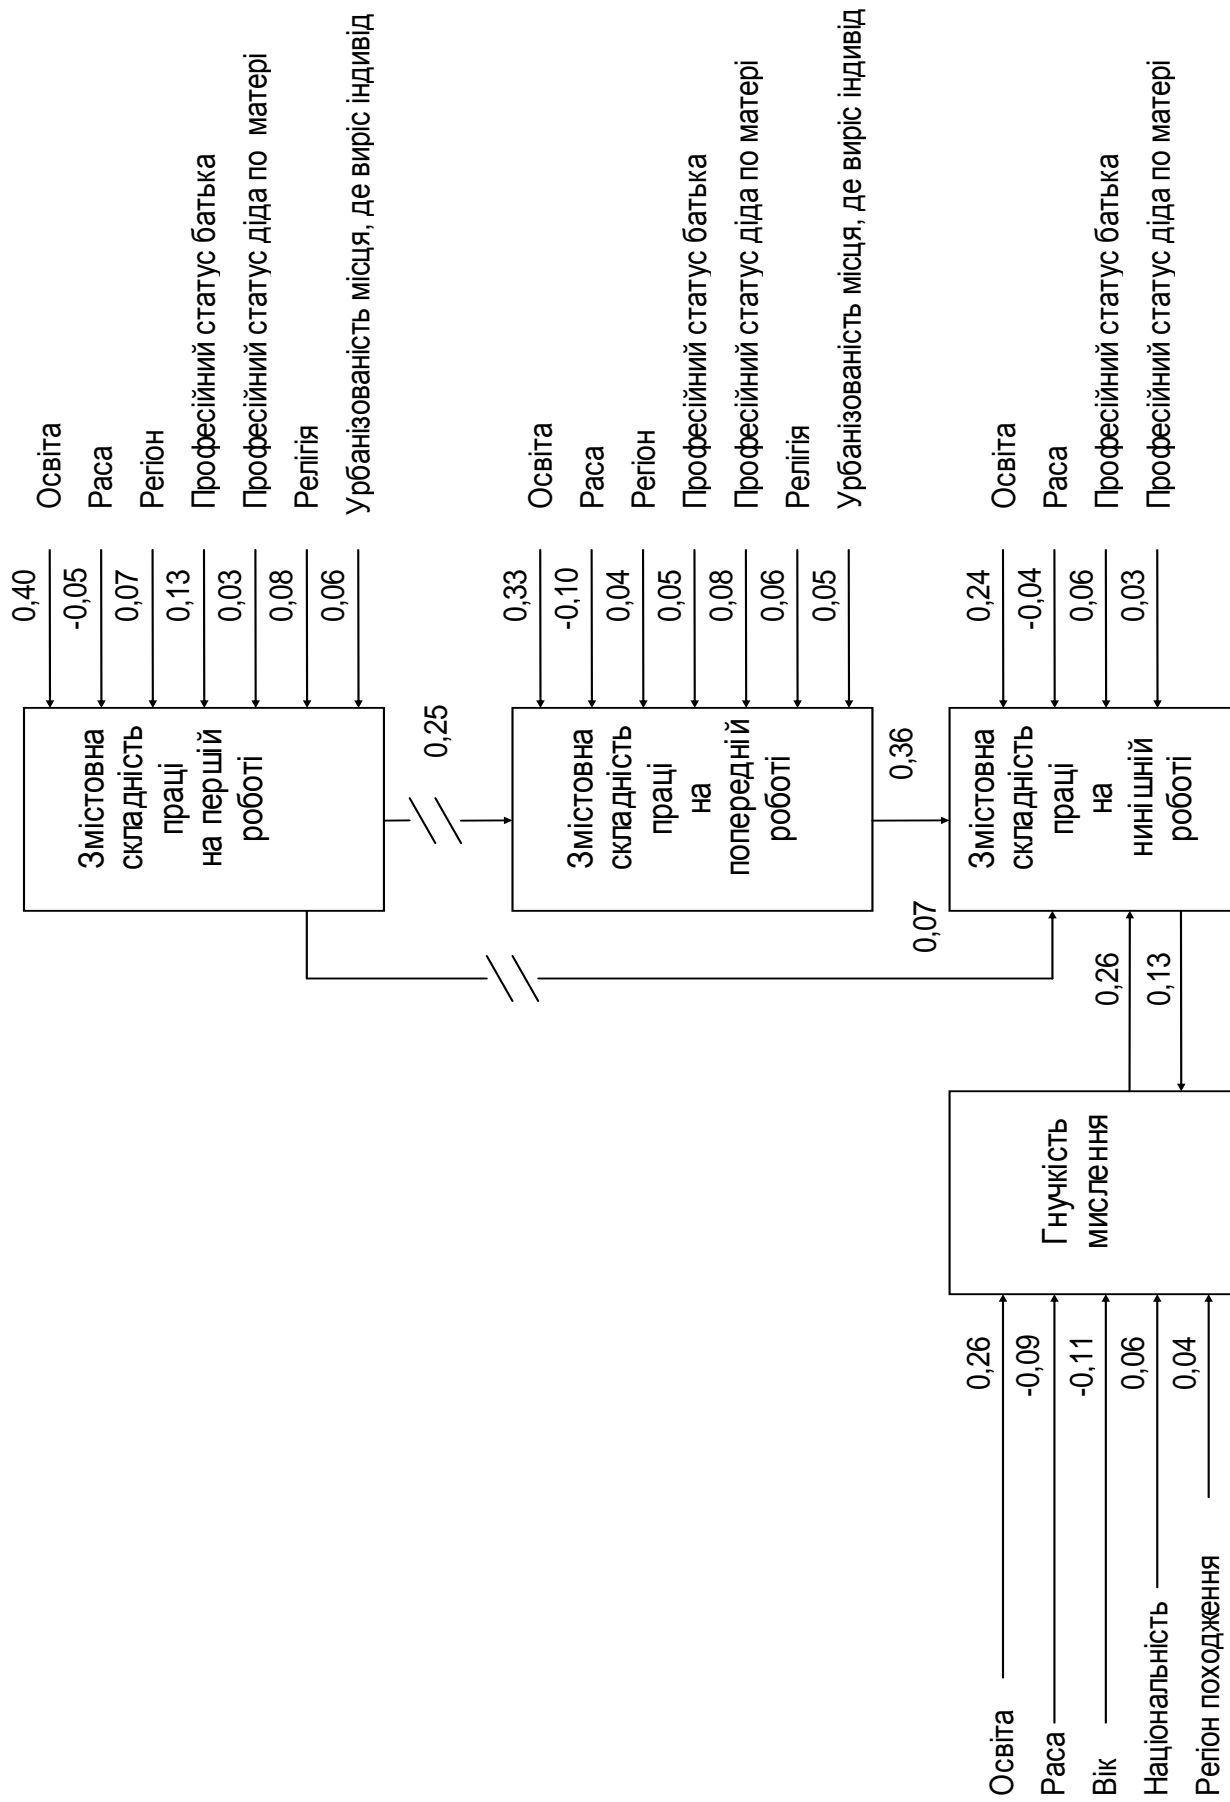 0,40
-0,05
0,07
0,13
0,03
0,08
0,06
Освіта
Раса
Регіон
Професійний статус батька
Професійний статус діда по матері
Релігія
Урбанізованість місця, де виріс індивід
Змістовна
складність
праці
на першій
роботі
0,25
0,33
-0,10
0,04
0,05
0,08
0,06
0,05
Освіта
Раса
Регіон
Професійний статус батька
Професійний статус діда по матері
Релігія
Урбанізованість місця, де виріс індивід
Змістовна
складність
праці
на
попередній
роботі
0,36
0,07
0,24
-0,04
0,06
0,03
Освіта
Раса
Професійний статус батька
Професійний статус діда по матері
Змістовна
складність
праці
на
нинішній
роботі
0,26
0,13
Гнучкість
мислення
0,26
-0,09
-0,11
0,06
0,04
Освіта
Раса
Вік
Національність
Регіон походження